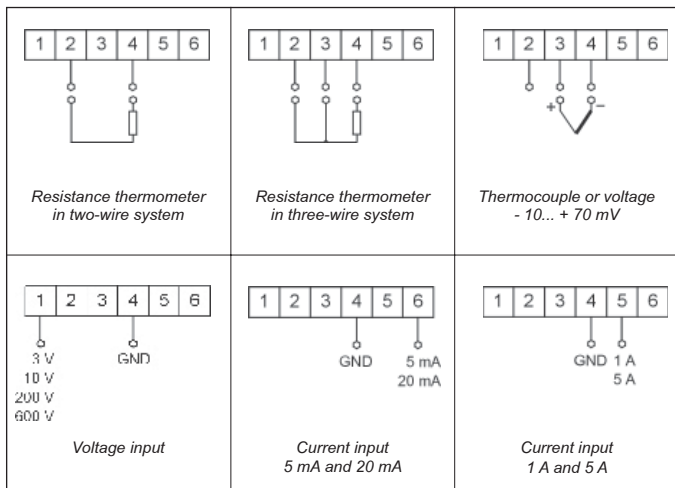 1 2 3 4 5 6
Resistance thermometer
in two-wire system
1 2 3 4 5 6
Resistance thermometer
in three-wire system
1 2 3 4 5 6
+ −
Thermocouple or voltage
- 10... + 70 mV
1 2 3 4 5 6
3 V GND
10 V
200 V
600 V
Voltage input
1 2 3 4 5 6
GND 5 mA
20 mA
Current input
5 mA and 20 mA
1 2 3 4 5 6
GND 1 A
5 A
Current input
1 A and 5 A